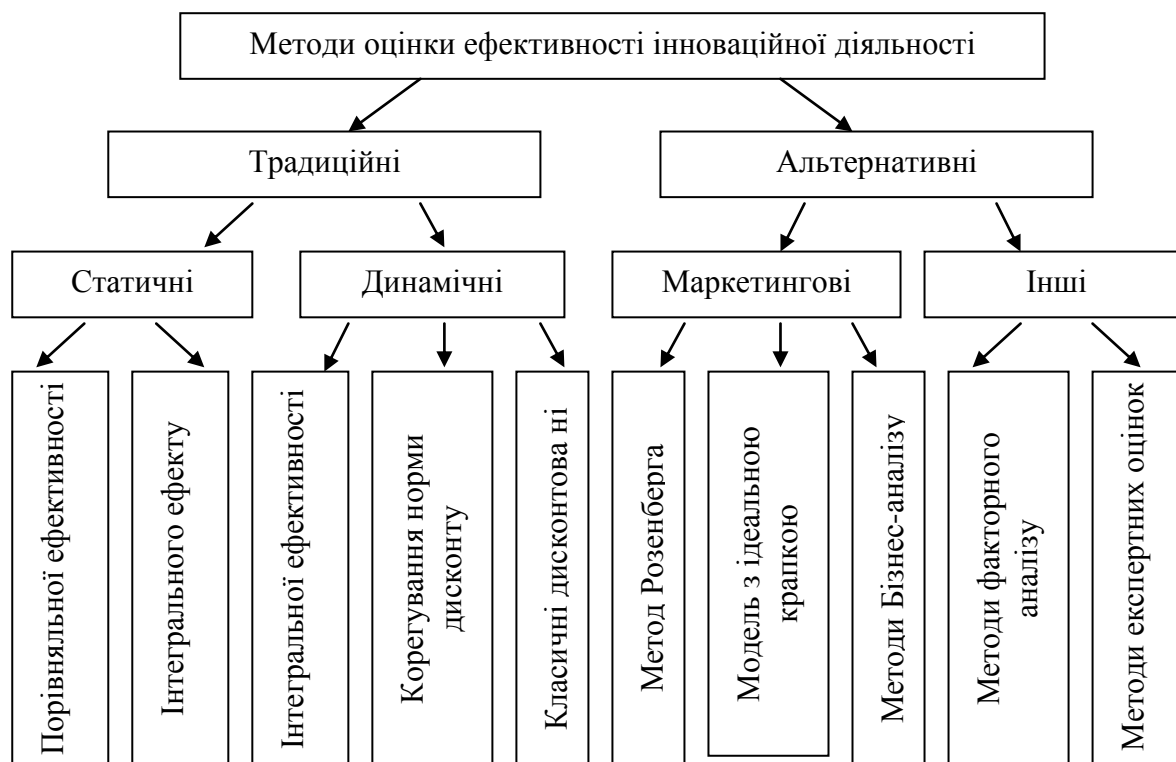 Методи оцінки ефективності інноваційної діяльності
Традиційні
Альтернативні
Статичні
Динамічні
Маркетингові
Інші
Порівняльної ефективності
Інтегрального ефекту
Інтегральної ефективності
Корегування норми
дисконту
Класичні дисконтова ні
Метод Розенберга
Модель з ідеальною
крапкою
Методи Бізнес-аналізу
Методи факторного
аналізу
Методи експертних оцінок